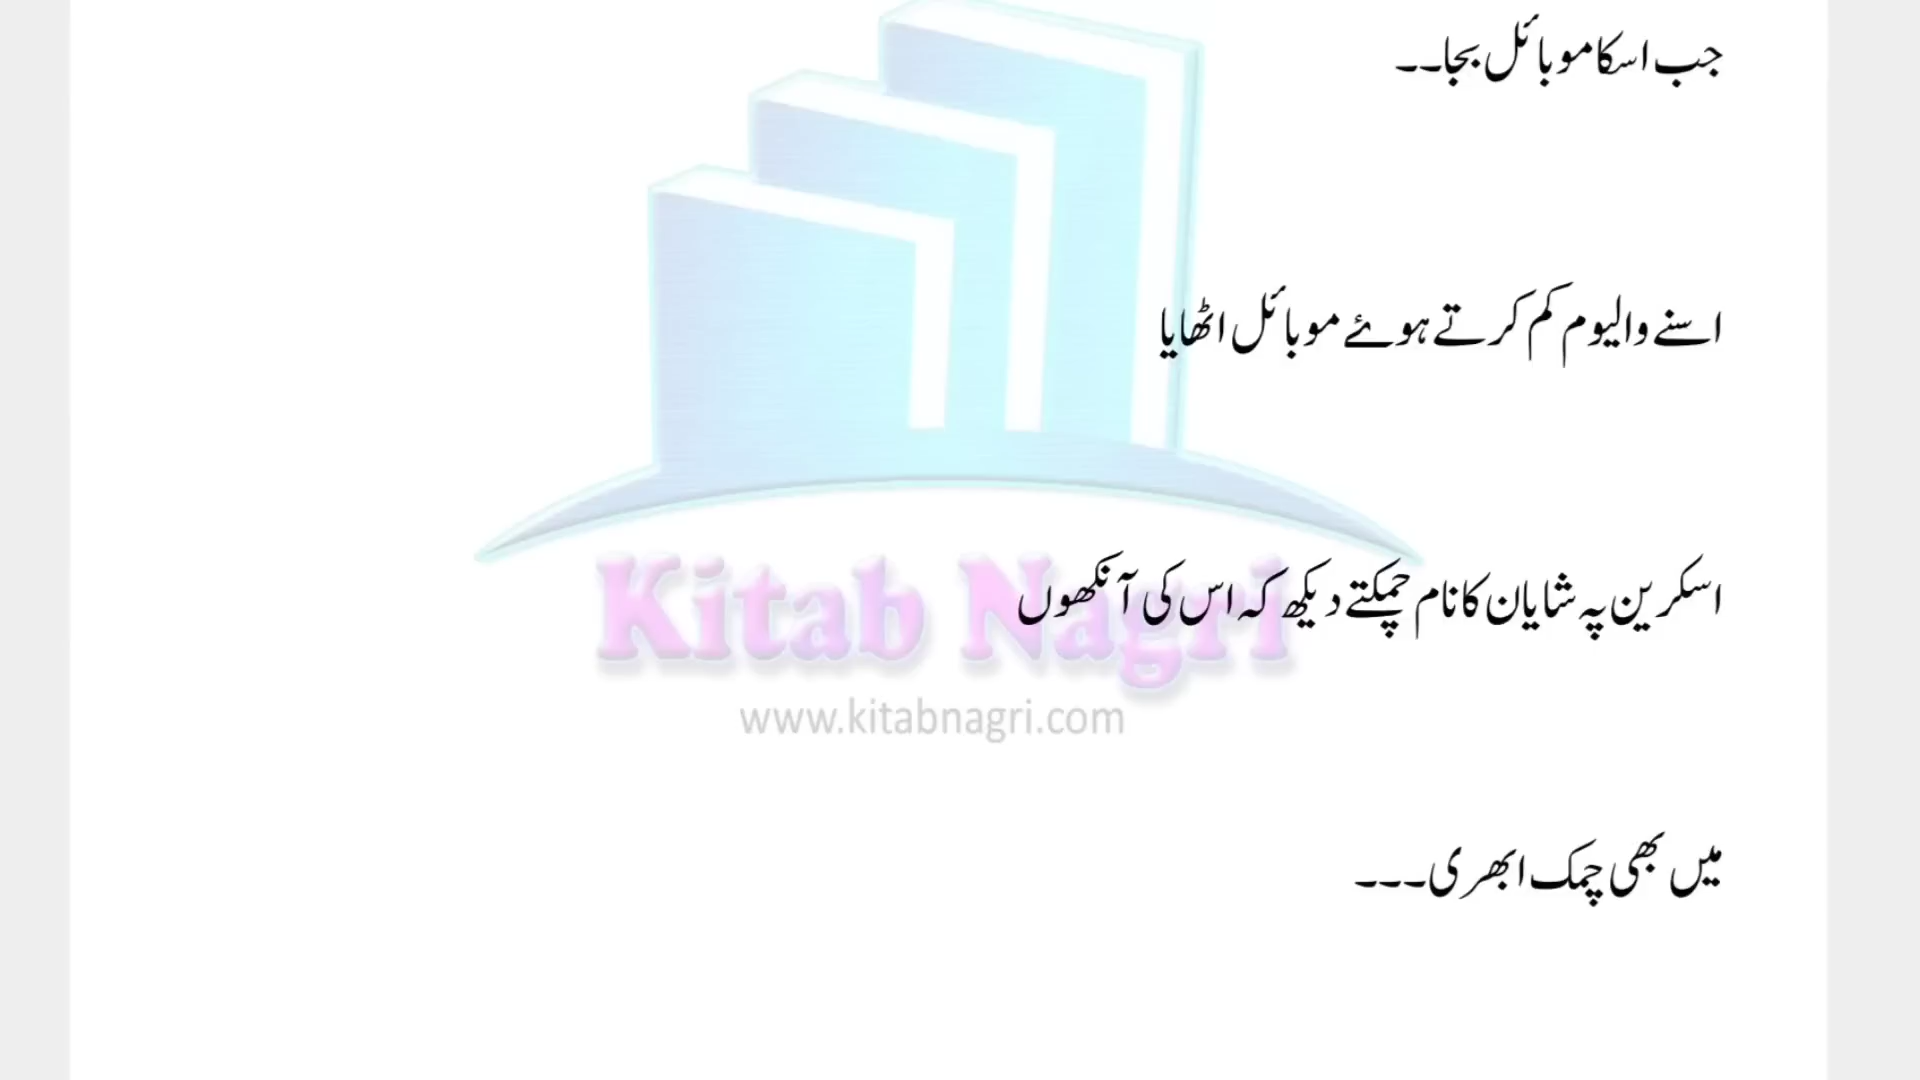 جب اسکا موبائل بجا۔۔
اسنے والیوم کم کرتے ہوئے موبائل اٹھایا
اسکرین پہ شایان کا نام چمکتے دیکھ کہ اس کی آنکھوں
Kitab Nagri
www.kitabnagri.com
میں بھی چمک ابھری۔۔۔